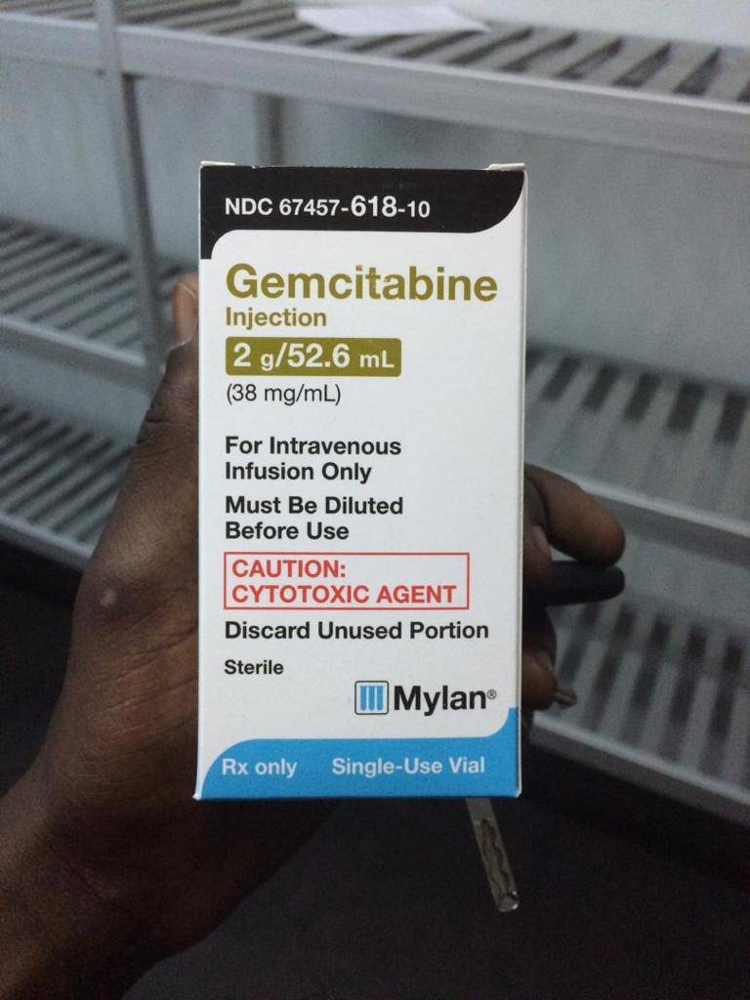 NDC 67457-618-10
Gemcitabine
Injection
2 g/52.6 mL
(38 mg/mL)
For Intravenous
Infusion Only
Must Be Diluted
Before Use
CAUTION:
CYTOTOXIC AGENT
Discard Unused Portion
Sterile
Mylan®
Rx only Single-Use Vial